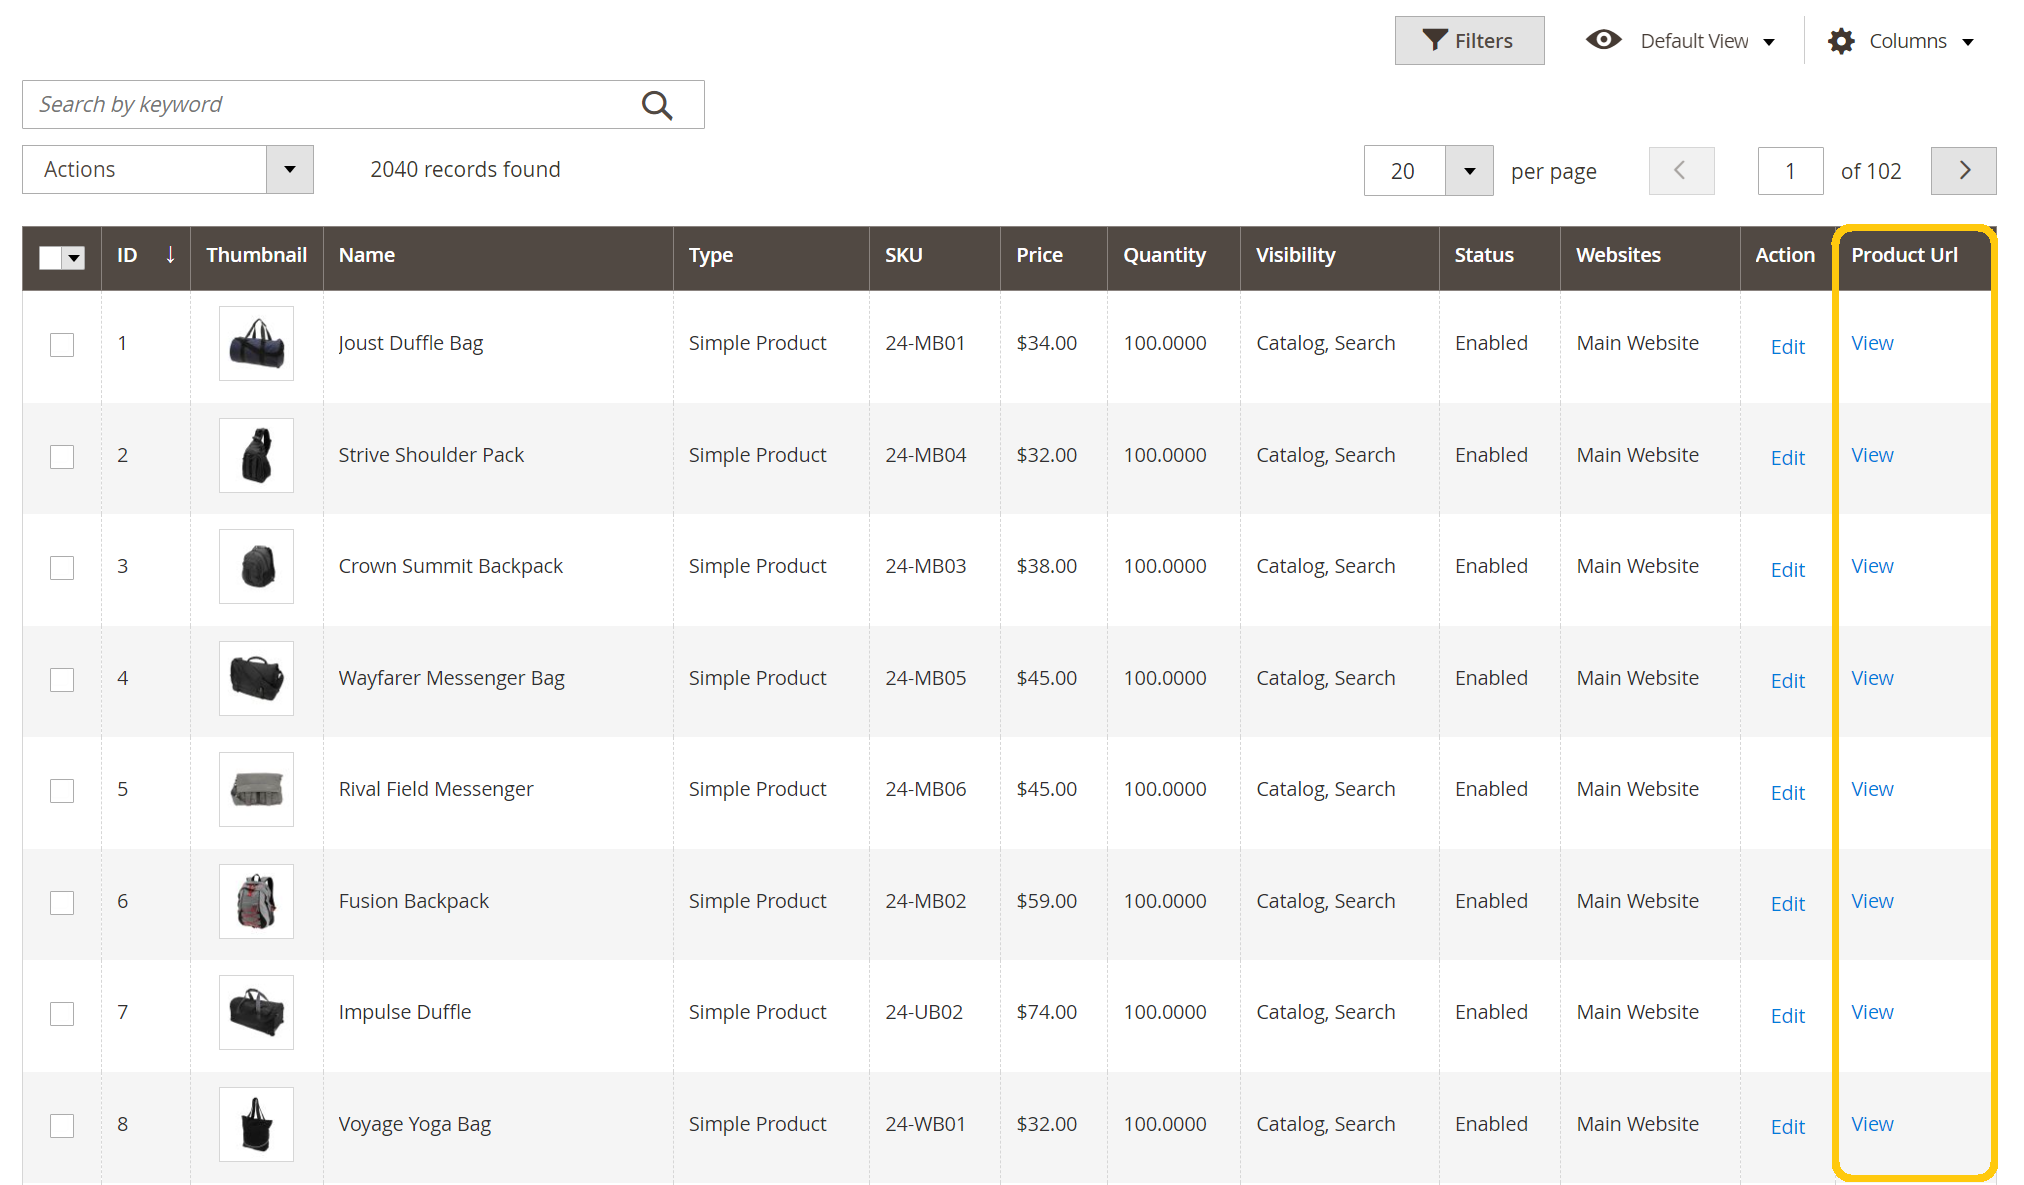 Filters Default View Columns
Search by keyword
Actions 2040 records found 20 per page 1 of 102
ID ↓ Thumbnail Name Type SKU Price Quantity Visibility Status Websites Action Product Url
1 Joust Duffle Bag Simple Product 24-MB01 $34.00 100.0000 Catalog, Search Enabled Main Website Edit View
2 Strive Shoulder Pack Simple Product 24-MB04 $32.00 100.0000 Catalog, Search Enabled Main Website Edit View
3 Crown Summit Backpack Simple Product 24-MB03 $38.00 100.0000 Catalog, Search Enabled Main Website Edit View
4 Wayfarer Messenger Bag Simple Product 24-MB05 $45.00 100.0000 Catalog, Search Enabled Main Website Edit View
5 Rival Field Messenger Simple Product 24-MB06 $45.00 100.0000 Catalog, Search Enabled Main Website Edit View
6 Fusion Backpack Simple Product 24-MB02 $59.00 100.0000 Catalog, Search Enabled Main Website Edit View
7 Impulse Duffle Simple Product 24-UB02 $74.00 100.0000 Catalog, Search Enabled Main Website Edit View
8 Voyage Yoga Bag Simple Product 24-WB01 $32.00 100.0000 Catalog, Search Enabled Main Website Edit View